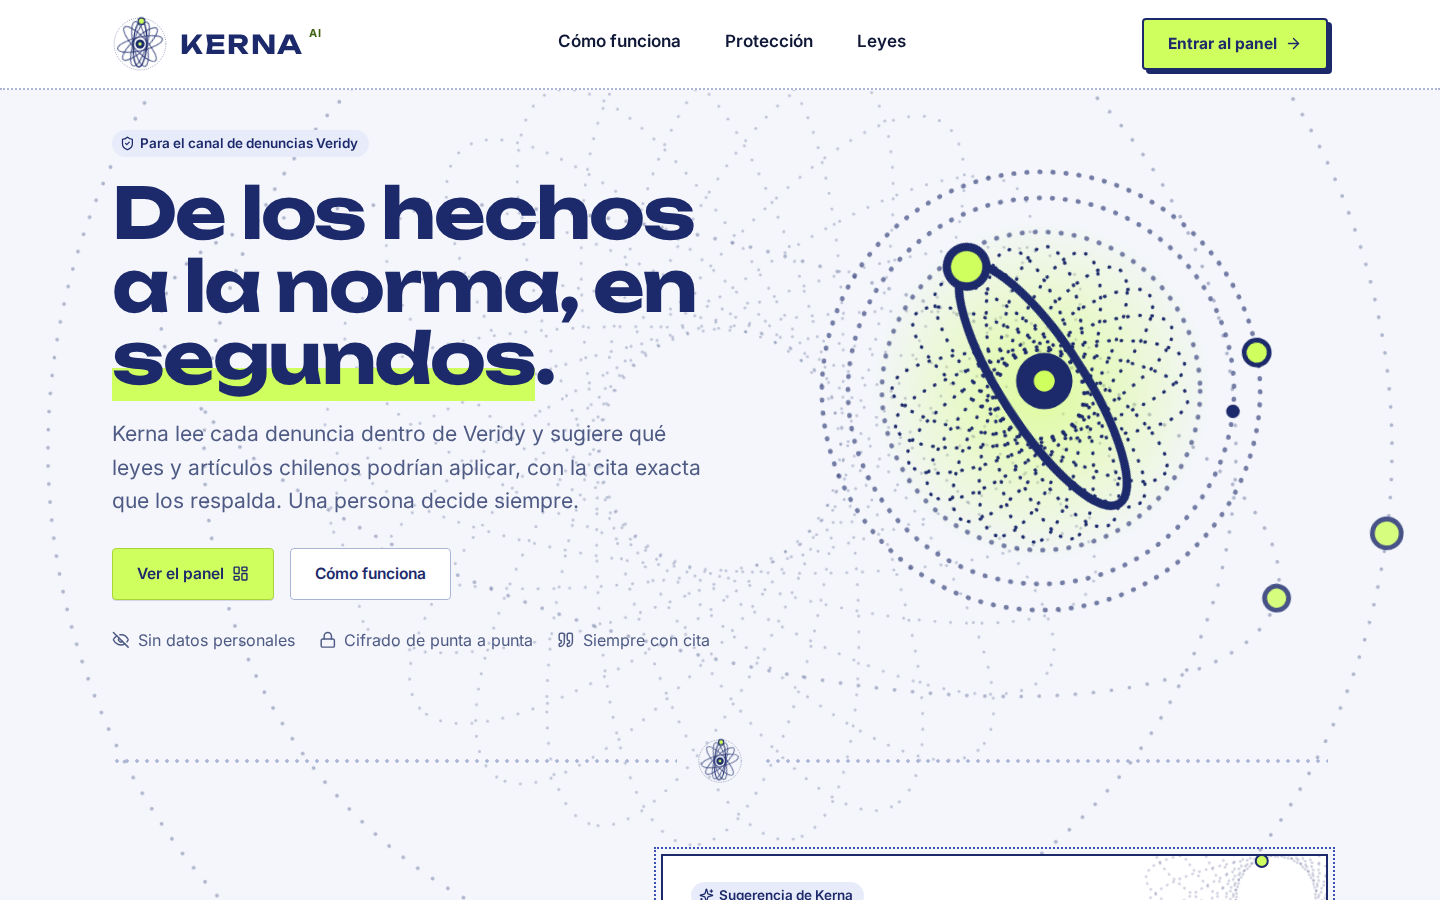 KERNA AI
Cómo funciona
Protección
Leyes
Entrar al panel
Para el canal de denuncias Veridy
De los hechos
a la norma, en
segundos.
Kerna lee cada denuncia dentro de Veridy y sugiere qué
leyes y artículos chilenos podrían aplicar, con la cita exacta
que los respalda. Una persona decide siempre.
Ver el panel
Cómo funciona
Sin datos personales
Cifrado de punta a punta
Siempre con cita
Sugerencia de Kerna